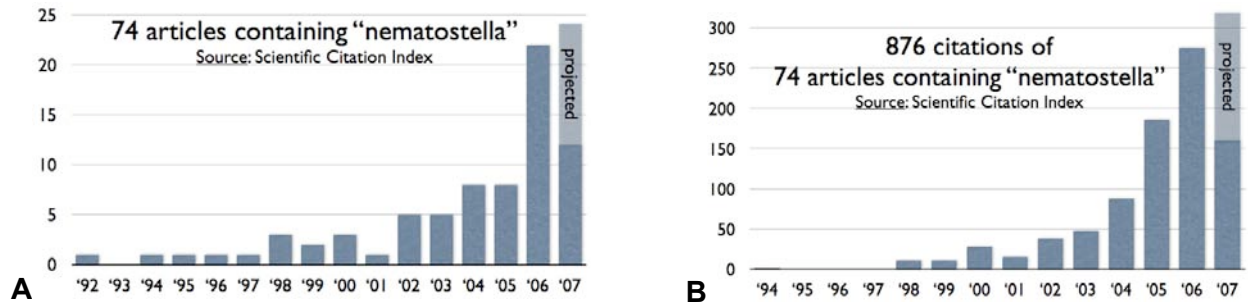 74 articles containing “nematostella”
Source: Scientific Citation Index
projected
25
20
15
10
5
0
‘92 ‘93 ‘94 ‘95 ‘96 ‘97 ‘98 ‘99 ‘00 ‘01 ‘02 ‘03 ‘04 ‘05 ‘06 ‘07
A
876 citations of
74 articles containing “nematostella”
Source: Scientific Citation Index
projected
300
250
200
150
100
50
0
‘94 ‘95 ‘96 ‘97 ‘98 ‘99 ‘00 ‘01 ‘02 ‘03 ‘04 ‘05 ‘06 ‘07
B